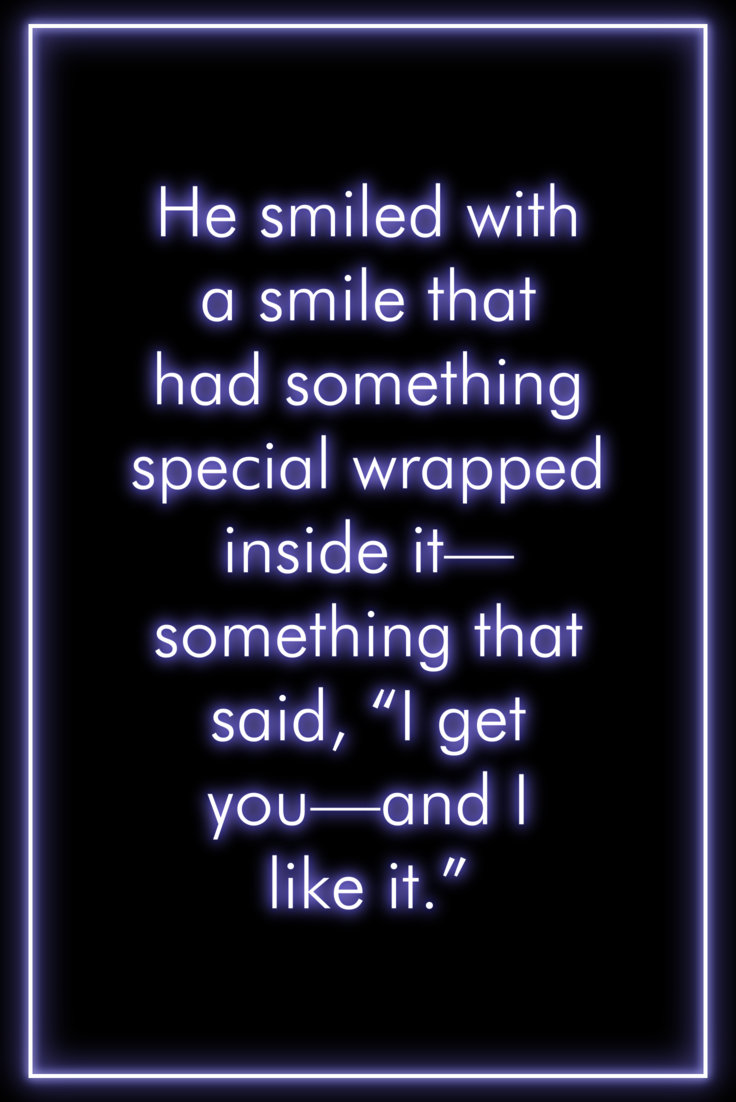 He smiled with
a smile that
had something
special wrapped
inside it—
something that
said, “I get
you—and I
like it.”